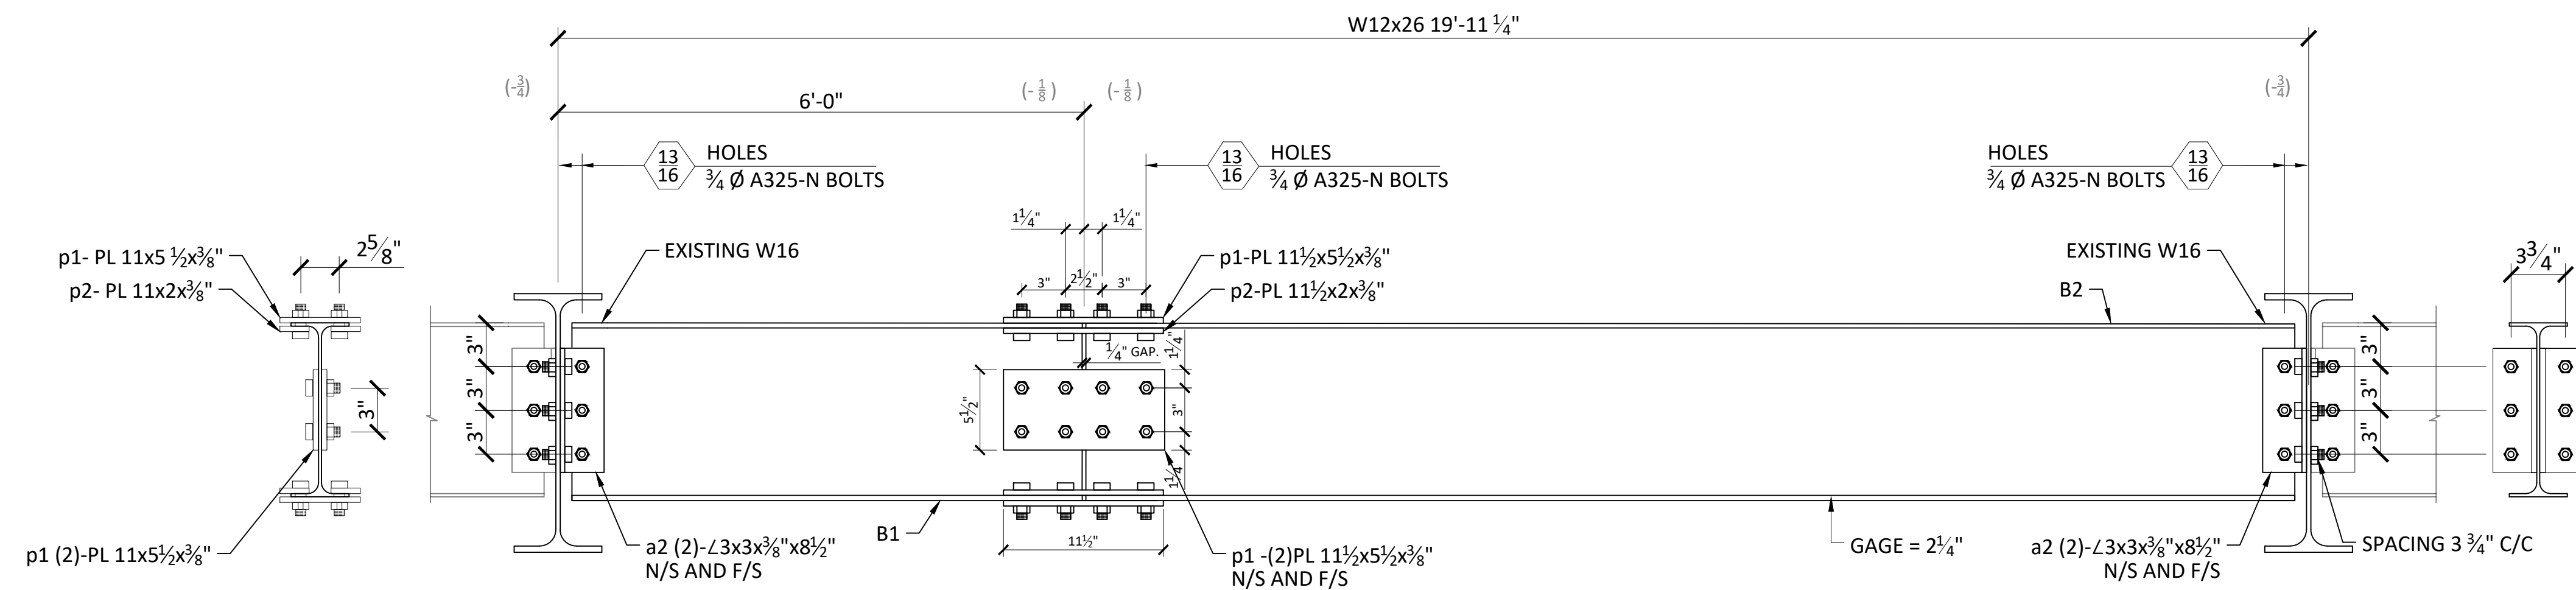 W12x26 19'-11 1/4"
(-3/4)
6'-0"
(- 1/8 )
(- 1/8 )
(-3/4)
13/16
HOLES
3/4 Ø A325-N BOLTS
13/16
HOLES
3/4 Ø A325-N BOLTS
HOLES
3/4 Ø A325-N BOLTS
13/16
1 1/4"
1 1/4"
p1- PL 11x5 1/2x3/8"
p2- PL 11x2x3/8"
2 5/8"
EXISTING W16
3"
2 1/2"
3"
p1-PL 11 1/2x5 1/2x3/8"
p2-PL 11 1/2x2x3/8"
EXISTING W16
B2
3 3/4"
3"
3"
3"
3"
1/4" GAP.
1 1/4"
5 1/2"
3"
1 1/4
3"
3"
3"
p1 (2)-PL 11x5 1/2x3/8"
a2 (2)-∠3x3x3/8"x8 1/2"
N/S AND F/S
B1
11 1/2"
p1 -(2)PL 11 1/2x5 1/2x3/8"
N/S AND F/S
GAGE = 2 1/4"
a2 (2)-∠3x3x3/8"x8 1/2"
N/S AND F/S
SPACING 3 3/4" C/C